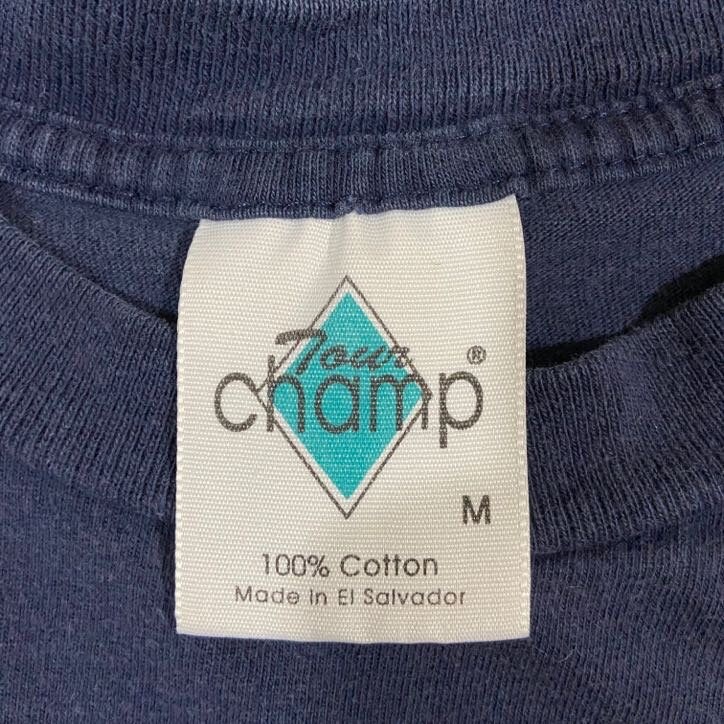 Tour
champ®
M
100% Cotton
Made in El Salvador